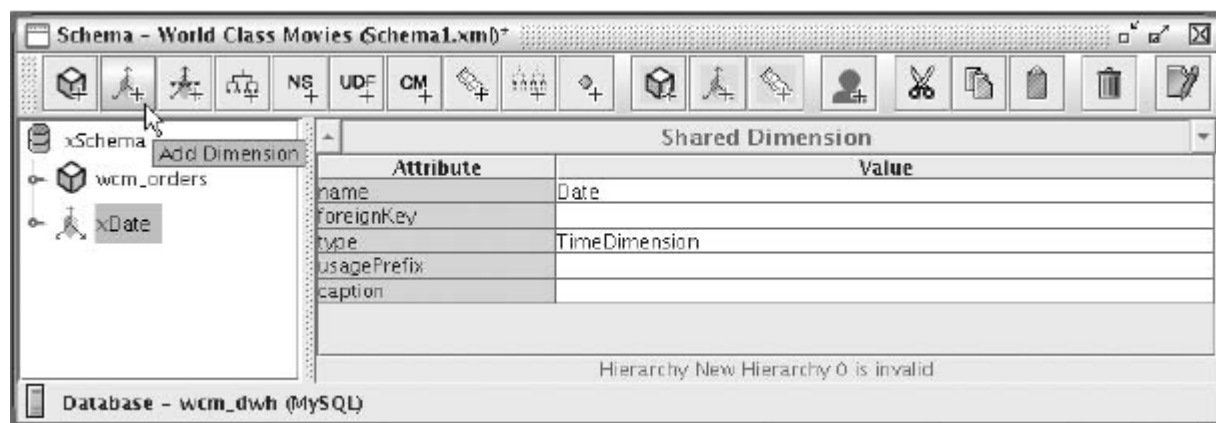 Schema - World Class Movies (Schema1.xml)*
NS UDF CM
xSchema
Add Dimension
wcm_orders
xDate
Shared Dimension
Attribute Value
name Date
foreignKey
type TimeDimension
usagePrefix
caption
Hierarchy New Hierarchy 0 is invalid
Database - wcm_dwh (MySQL)